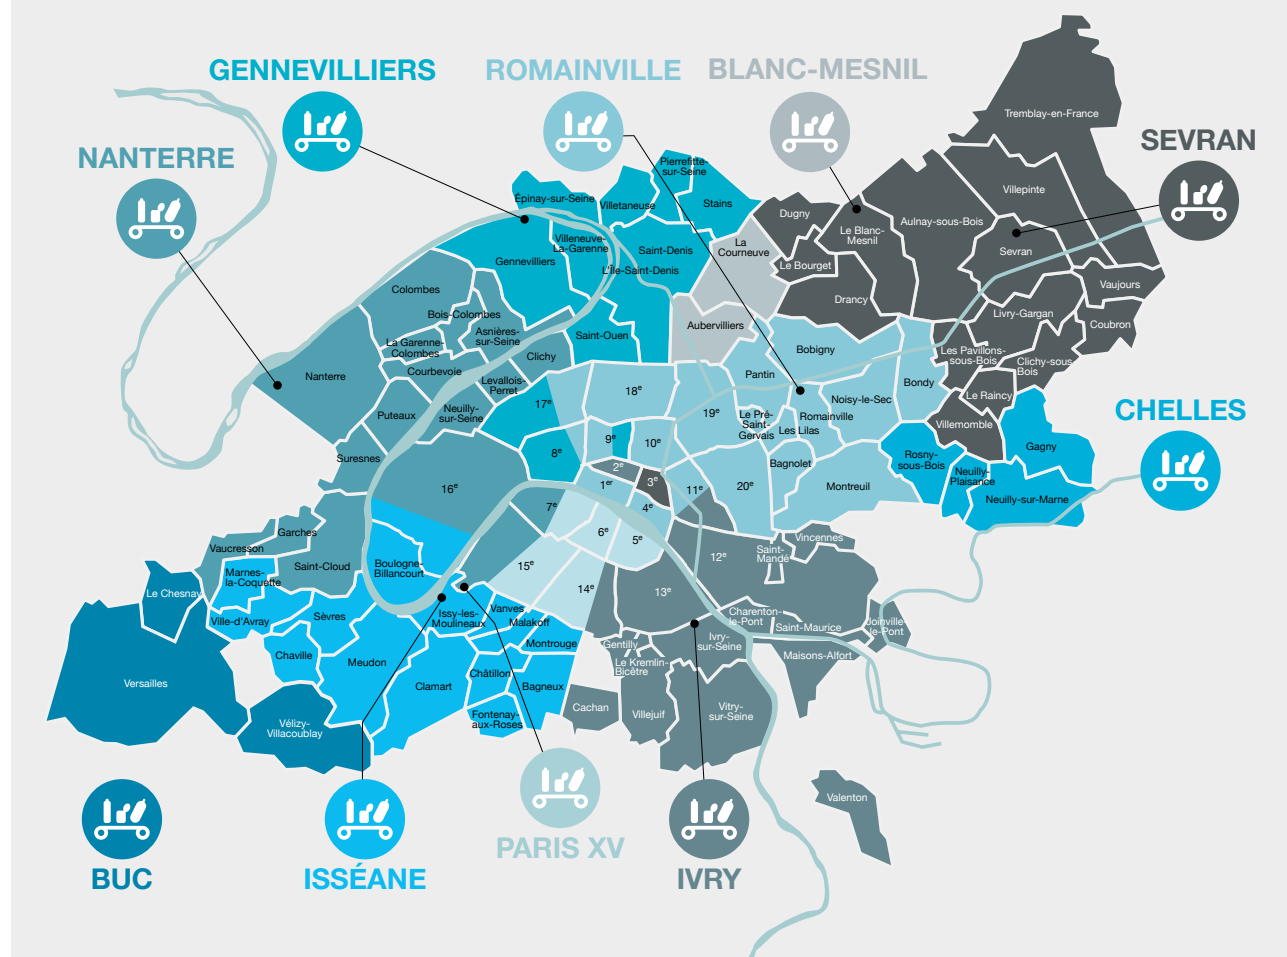 GENNEVILLIERS
ROMAINVILLE
BLANC-MESNIL
SEVRAN
NANTERRE
Tremblay-en-France
Pierrefitte-
sur-Seine
Villepinte
Épinay-sur-Seine
Villetaneuse
Stains
Dugny
Aulnay-sous-Bois
Le Blanc-
Mesnil
Villeneuve-
La-Garenne
Saint-Denis
La
Courneuve
Sevran
Gennevilliers
L'Île-Saint-Denis
Le Bourget
Vaujours
Colombes
Drancy
Bois-Colombes
Livry-Gargan
Coubron
Asnières-
sur-Seine
Saint-Ouen
Aubervilliers
La Garenne-
Colombes
Clichy
Bobigny
Les Pavillons-
sous-Bois
Clichy-sous
Bois
Nanterre
Courbevoie
Levallois-
Perret
Pantin
Bondy
18e
17e
Le Raincy
Noisy-le-Sec
Puteaux
Neuilly-
sur-Seine
19e
Le Pré-
Saint-
Gervais
Romainville
Les Lilas
CHELLES
Villemomble
9e
10e
Gagny
8e
Suresnes
2e
Bagnolet
Rosny-
sous-Bois
Neuilly-
Plaisance
16e
1er
3e
11e
20e
Montreuil
Neuilly-sur-Marne
7e
4e
6e
5e
Garches
Vaucresson
Vincennes
Saint-
Mandé
12e
Saint-Cloud
Boulogne-
Billancourt
15e
Marnes-
la-Coquette
14e
13e
Le Chesnay
Ville-d'Avray
Sèvres
Issy-les-
Moulineaux
Vanves
Malakoff
Charenton-
le-Pont
Saint-Maurice
Joinville-
le-Pont
Montrouge
Gentilly
Ivry-
sur-Seine
Chaville
Meudon
Le Kremlin-
Bicêtre
Maisons-Alfort
Châtillon
Versailles
Clamart
Bagneux
Cachan
Villejuif
Vitry-
sur-Seine
Fontenay-
aux-Roses
Vélizy-
Villacoublay
Valenton
PARIS XV
BUC
ISSÉANE
IVRY